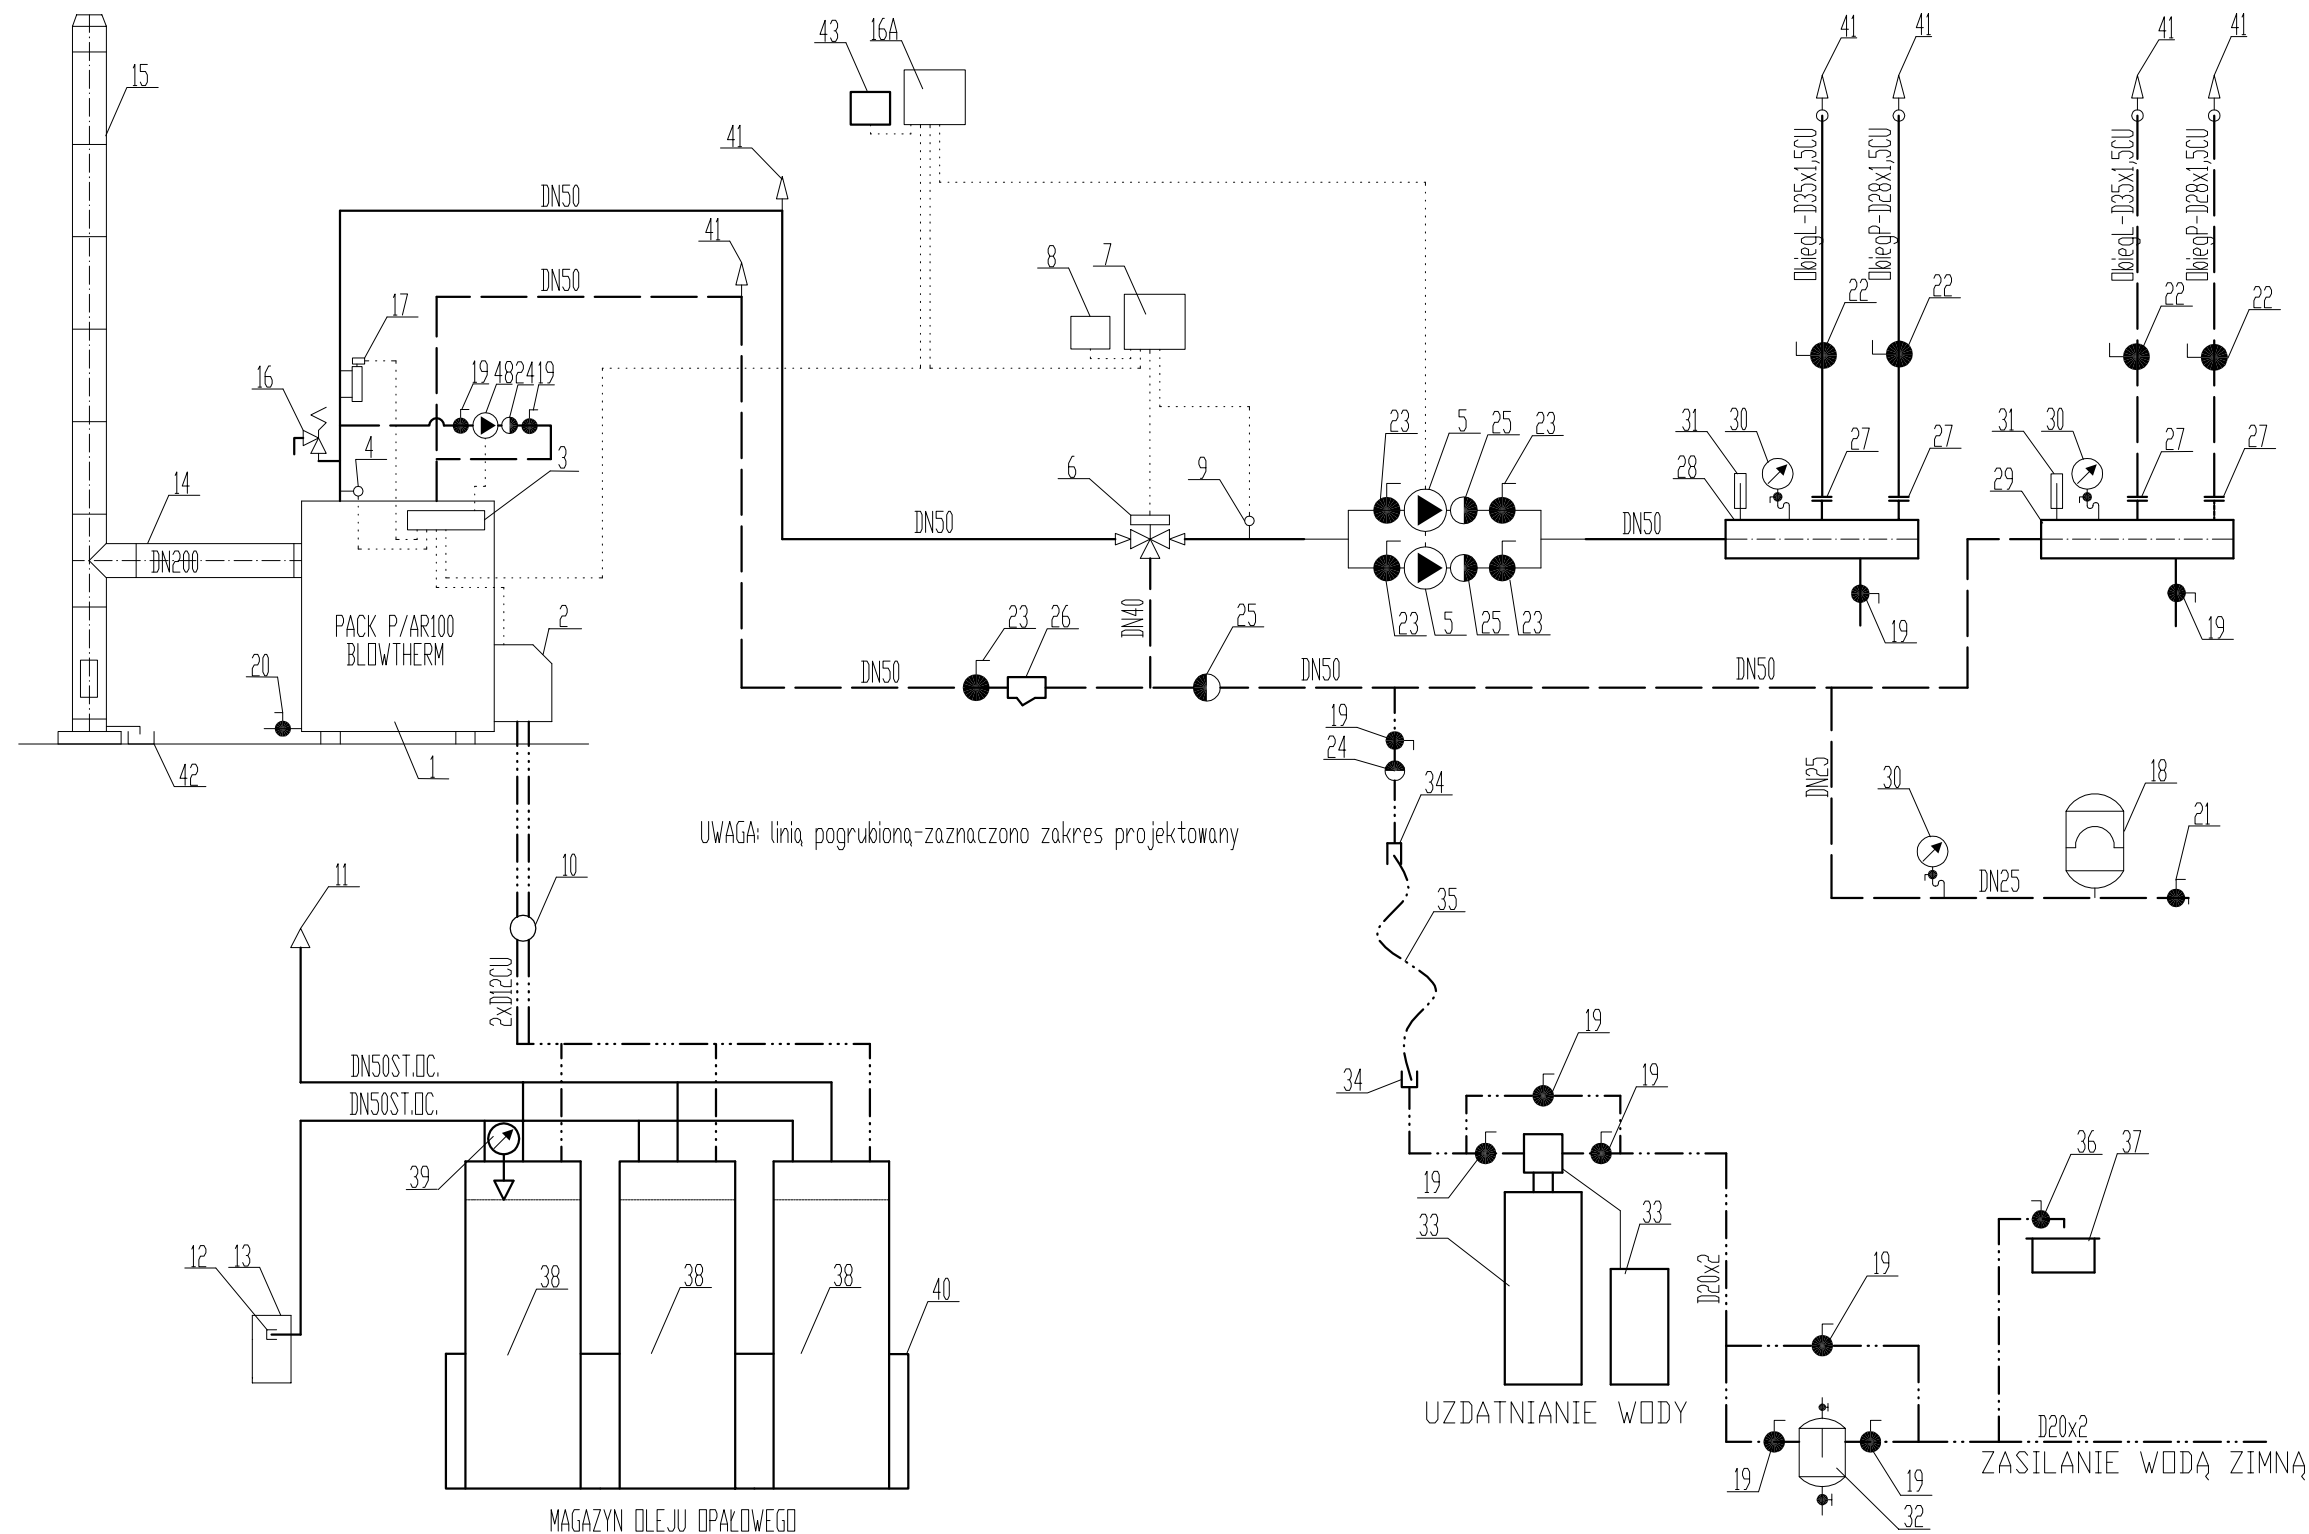 43
16A
41
41
41
41
15
41
DN50
41
DN50
8
7
17
16
19
48
24
19
4
3
14
DN200
ObiegL-D35x1,5CU
ObiegP-D28x1,5CU
ObiegL-D35x1,5CU
ObiegP-D28x1,5CU
22
22
22
22
23
5
25
23
31
30
27
27
28
31
30
27
27
29
6
9
DN50
DN50
PACK P/AR100
BLOWTHERM
2
20
1
42
DN50
23
26
DN40
25
DN50
23
5
25
23
DN50
19
19
19
24
34
DN25
30
18
21
DN25
UWAGA: linią pogrubioną-zaznaczono zakres projektowany
11
10
2xD12CU
35
DN50ST.OC.
DN50ST.OC.
34
19
19
39
19
33
33
36
37
12
13
38
38
38
40
D20x2
19
UZDATNIANIE WODY
D20x2
ZASILANIE WODĄ ZIMNĄ
19
19
32
MAGAZYN OLEJU OPAŁOWEGO